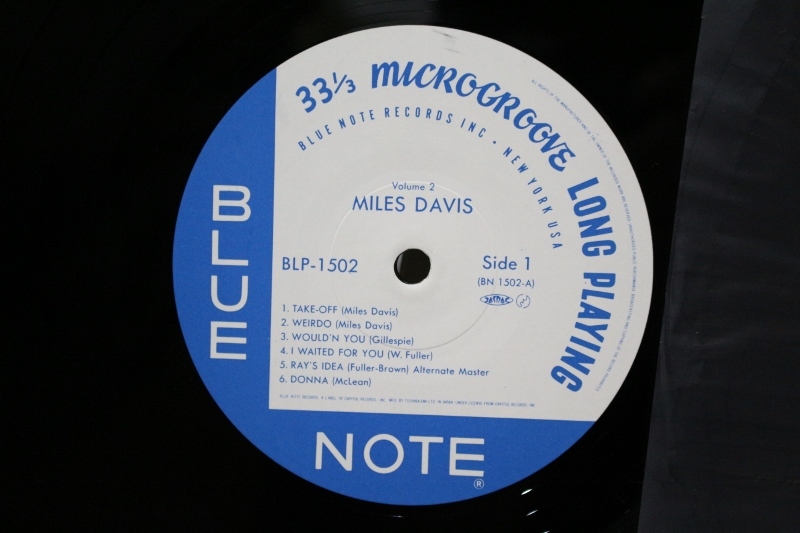 33⅓ MICROGROOVE LONG PLAYING
BLUE NOTE RECORDS INC • NEW YORK USA
Volume 2
MILES DAVIS
BLP-1502
Side 1
(BN 1502-A)
JASRAC
1. TAKE-OFF (Miles Davis)
2. WEIRDO (Miles Davis)
3. WOULD'N YOU (Gillespie)
4. I WAITED FOR YOU (W. Fuller)
5. RAY'S IDEA (Fuller-Brown) Alternate Master
6. DONNA (McLean)
BLUE
NOTE
®